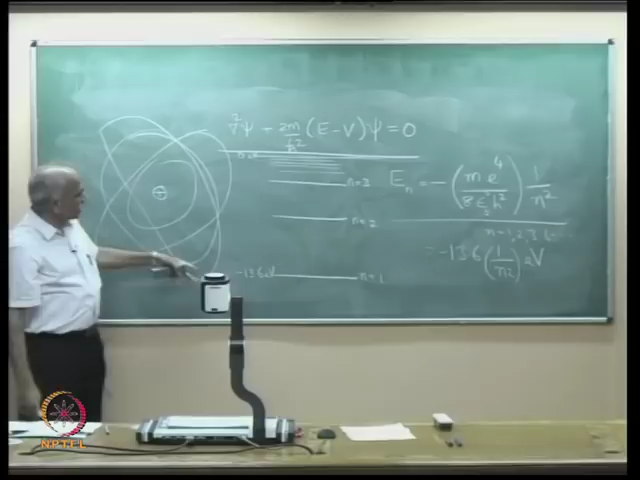 ∇²ψ + 2m/ħ² (E-V)ψ = 0
n=3
n=2
-13.6eV n=1
Eₙ = -(me⁴/8ε₀²h²) 1/n²
n=1,2,3
= -13.6 (1/n²) eV
NPTEL